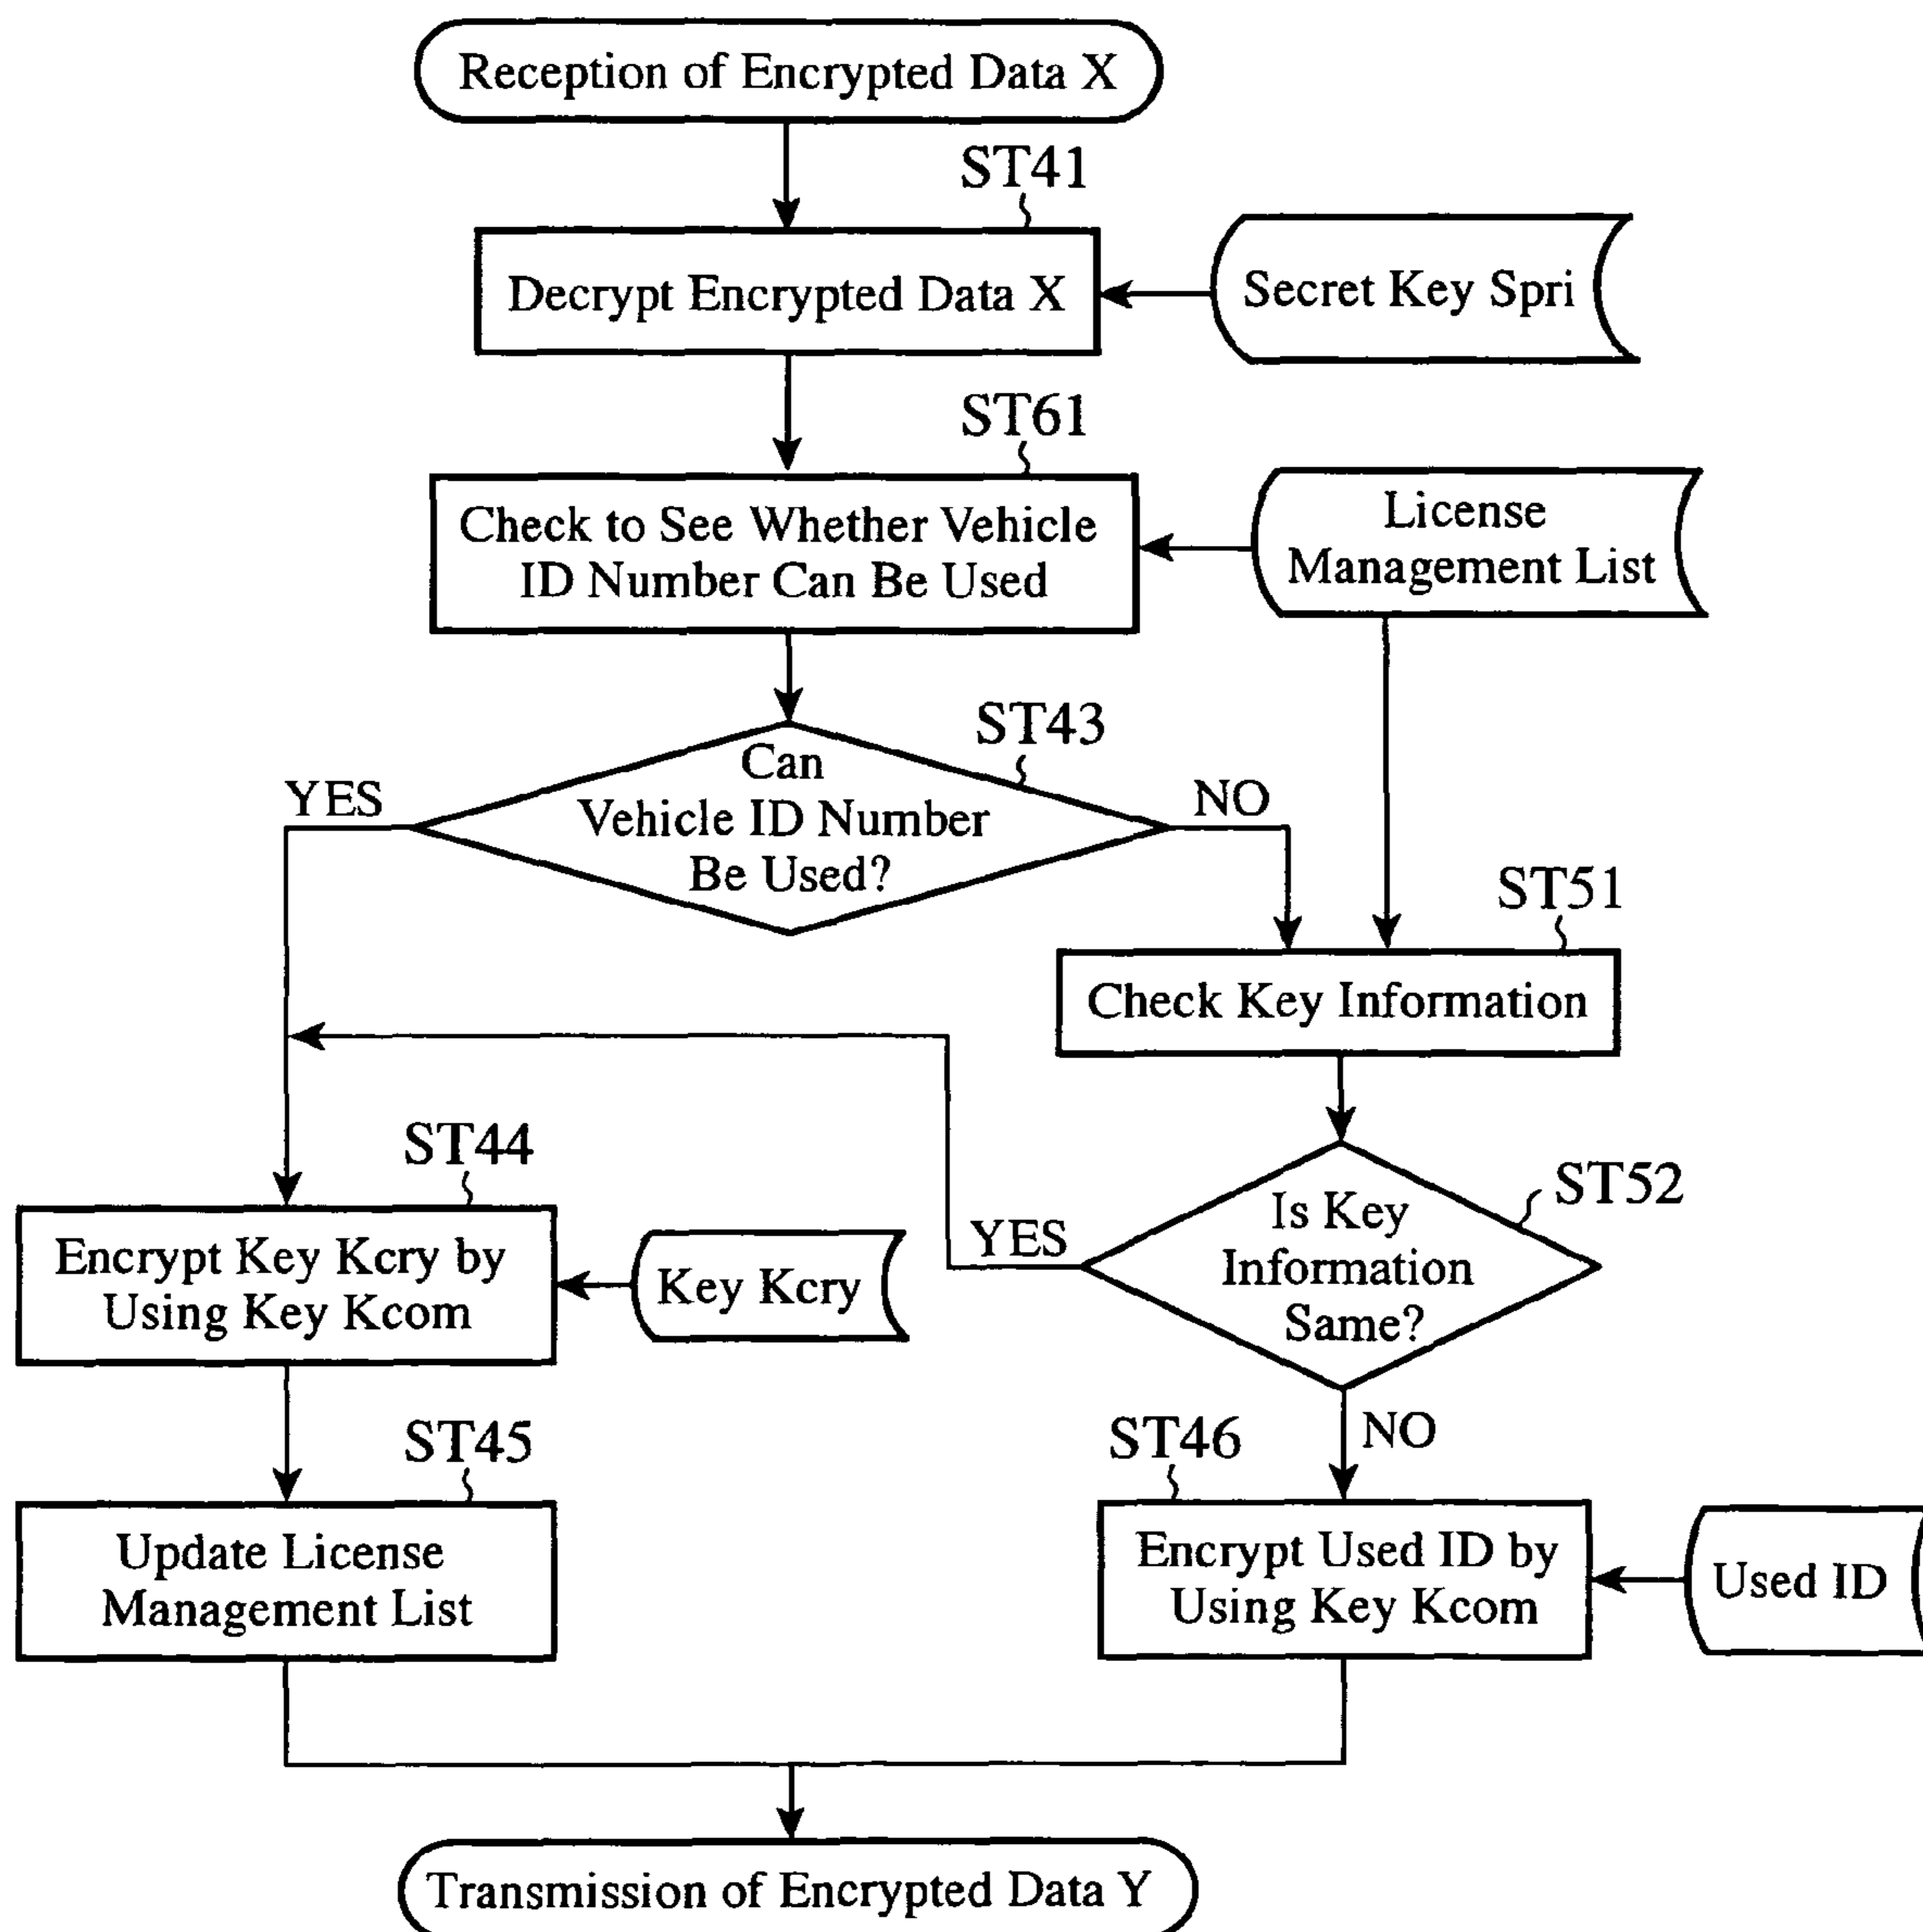 Reception of Encrypted Data X
ST41
Decrypt Encrypted Data X
Secret Key Spri
ST61
Check to See Whether Vehicle
ID Number Can Be Used
License
Management List
ST43
Can
Vehicle ID Number
Be Used?
YES
NO
ST51
Check Key Information
ST44
Encrypt Key Kcry by
Using Key Kcom
Key Kcry
ST52
Is Key
Information
Same?
YES
NO
ST45
Update License
Management List
ST46
Encrypt Used ID by
Using Key Kcom
Used ID
Transmission of Encrypted Data Y